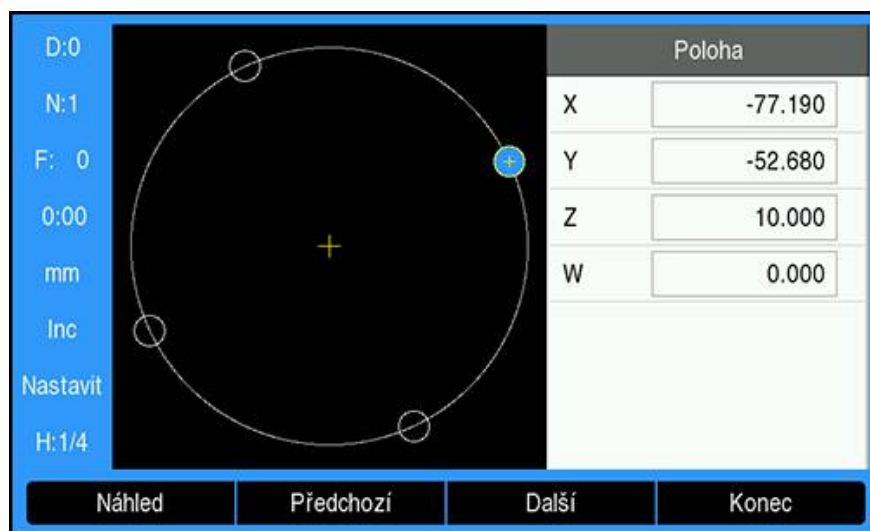 D:0
N:1
F: 0
0:00
mm
Inc
Nastavit
H:1/4
Poloha
X -77.190
Y -52.680
Z 10.000
W 0.000
Náhled Předchozí Další Konec